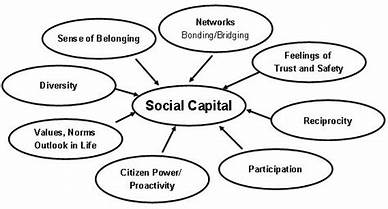 Networks
Bonding/Bridging
Sense of Belonging
Feelings of
Trust and Safety
Diversity
Social Capital
Reciprocity
Values, Norms
Outlook in Life
Citizen Power/
Proactivity
Participation